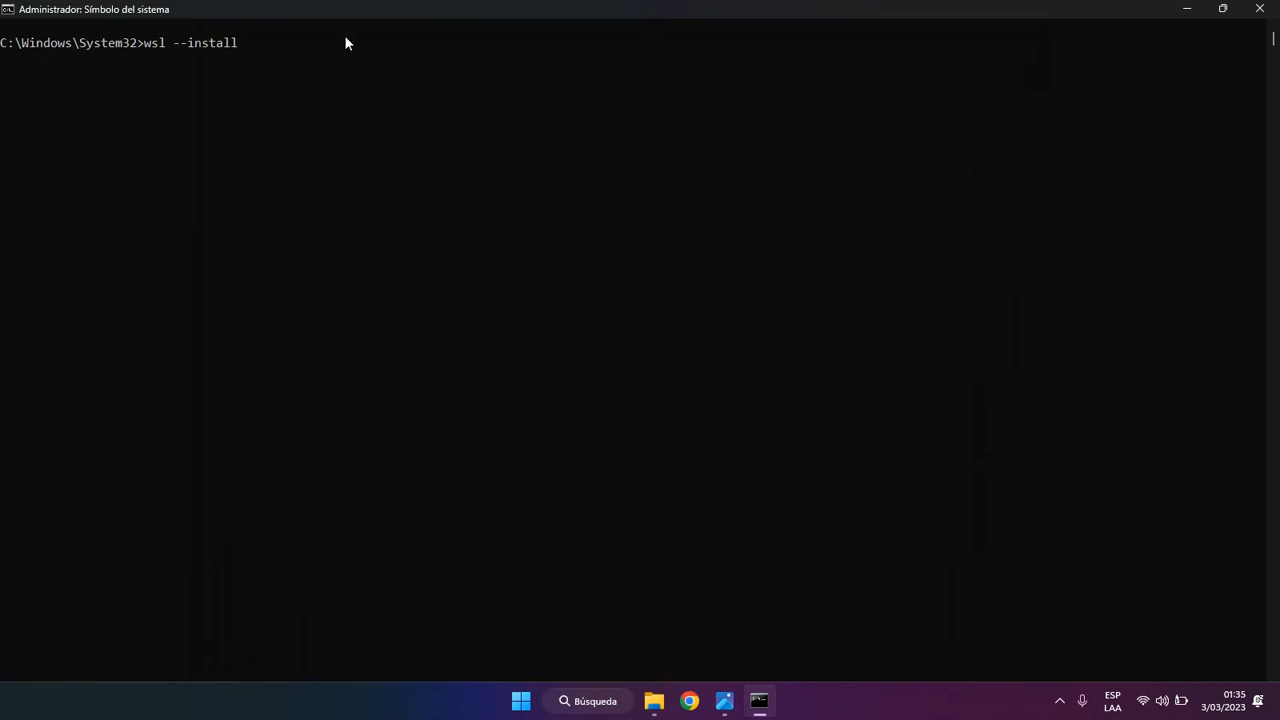 Administrador: Símbolo del sistema
C:\Windows\System32>wsl --install
Búsqueda
ESP
LAA
01:35
3/03/2023